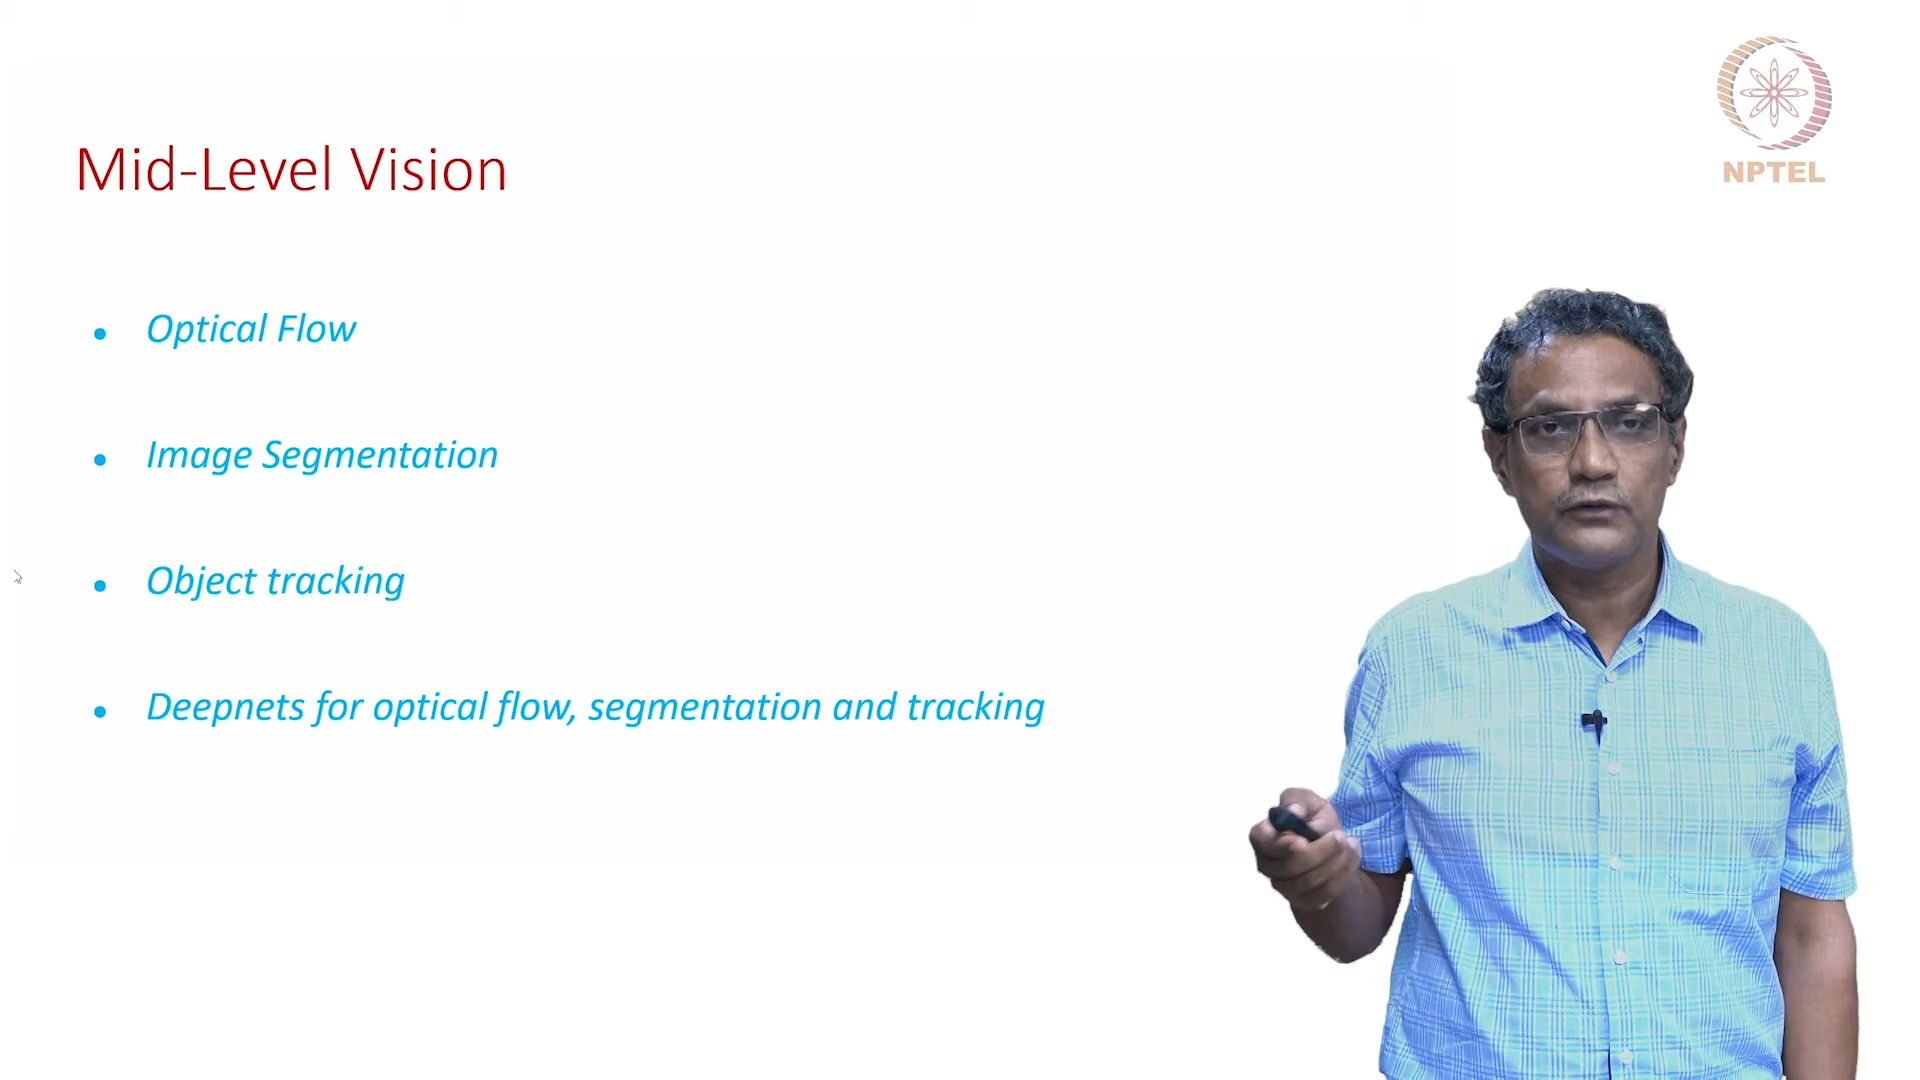 NPTEL
Mid-Level Vision
Optical Flow
Image Segmentation
Object tracking
Deepnets for optical flow, segmentation and tracking